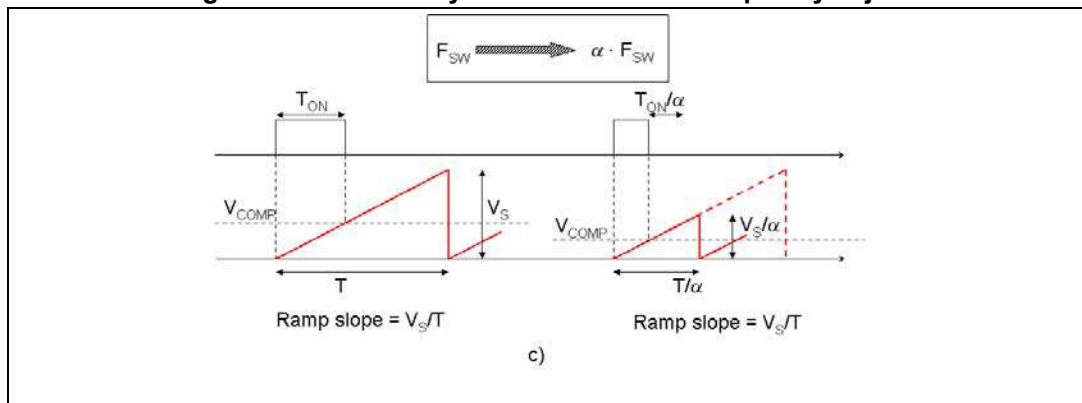 F_SW α · F_SW
T_ON T_ON/α
V_COMP V_S V_COMP V_S/α
T T/α
Ramp slope = V_S/T Ramp slope = V_S/T
c)